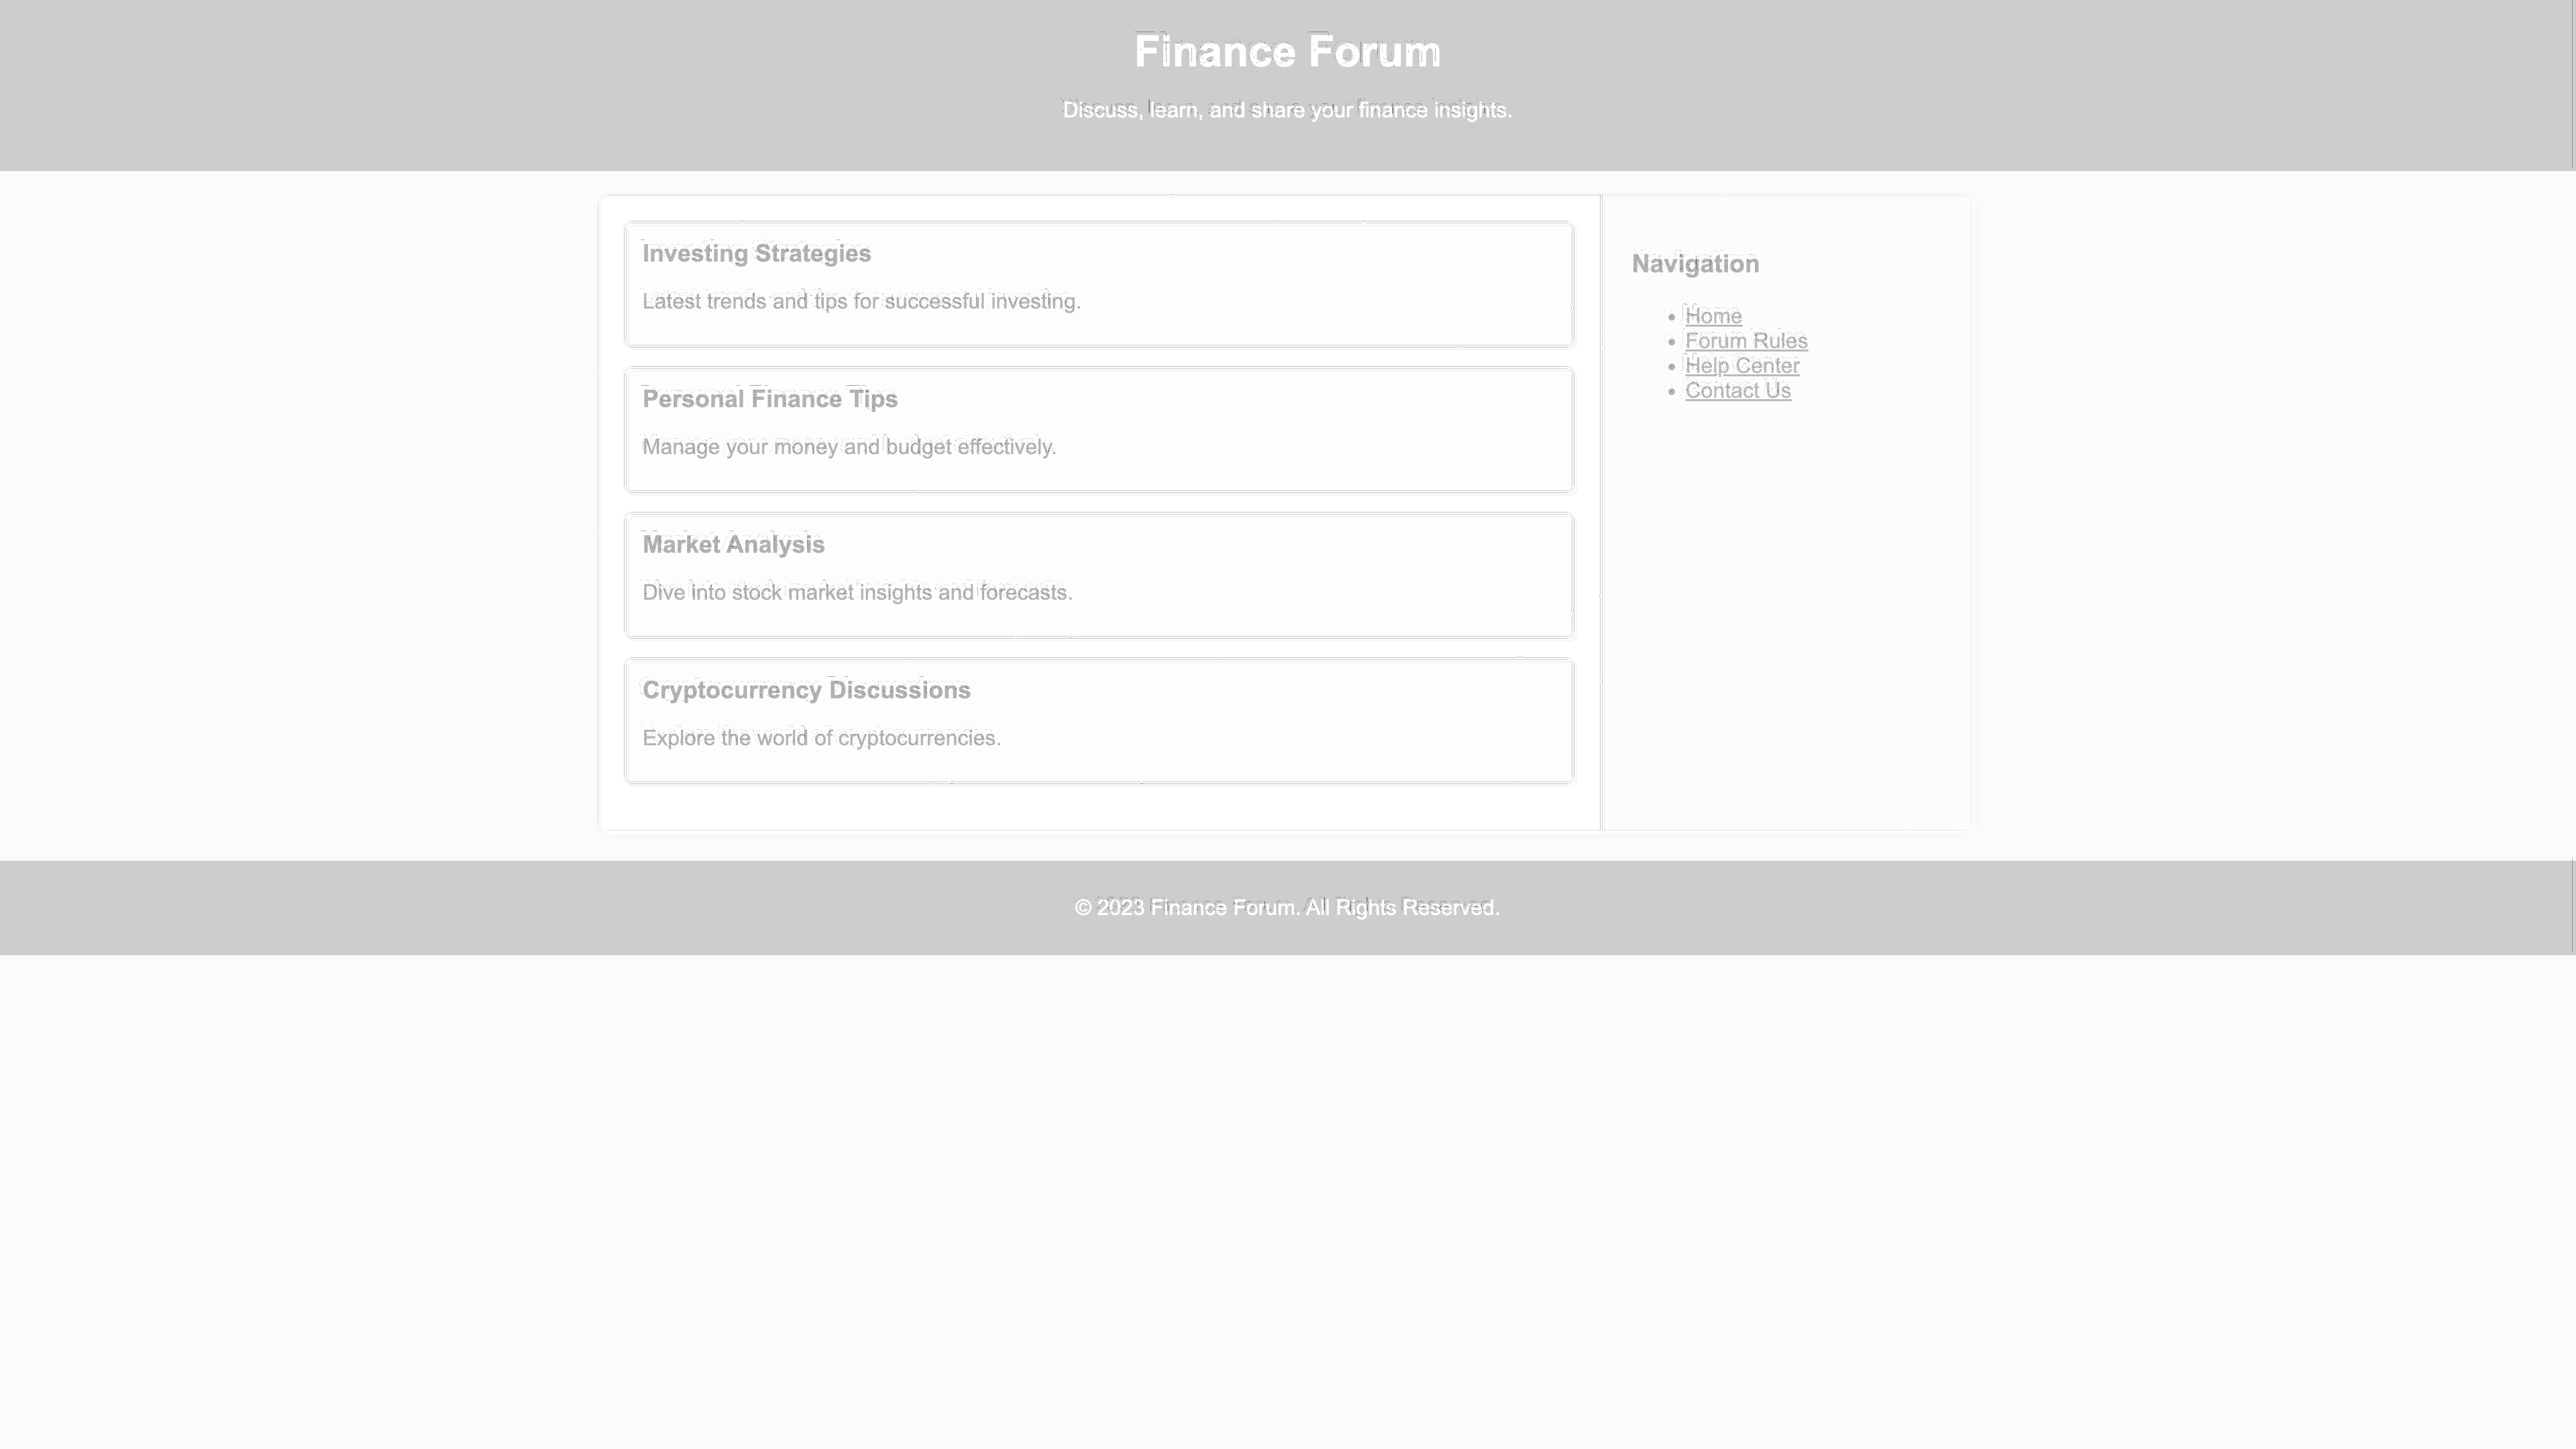 Finance Forum
Discuss, learn, and share your finance insights.
Investing Strategies
Latest trends and tips for successful investing.
Personal Finance Tips
Manage your money and budget effectively.
Market Analysis
Dive into stock market insights and forecasts.
Cryptocurrency Discussions
Explore the world of cryptocurrencies.
Navigation
Home
Forum Rules
Help Center
Contact Us
© 2023 Finance Forum. All Rights Reserved.